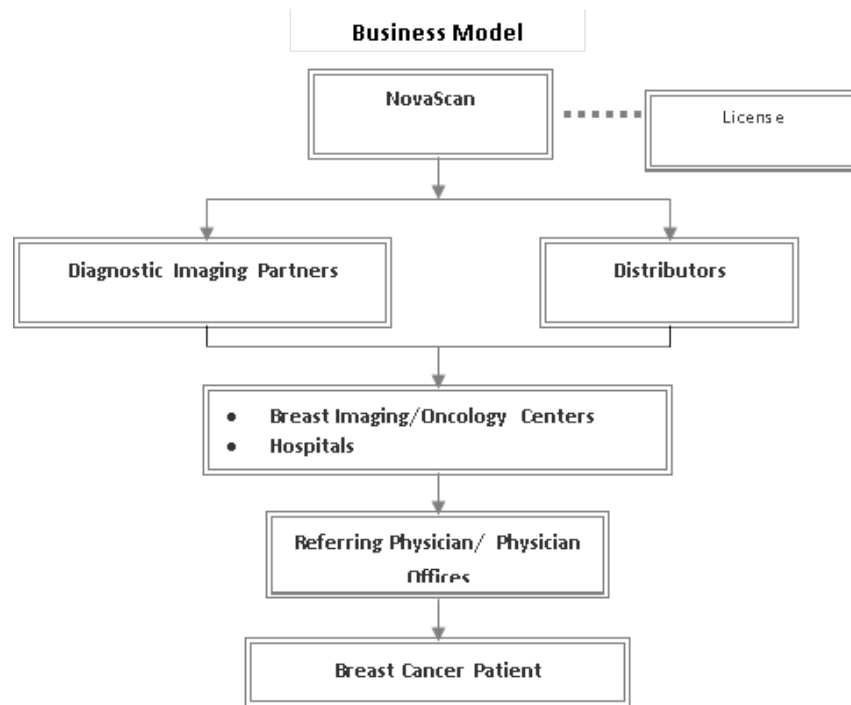 Business Model
NovaScan
License
Diagnostic Imaging Partners
Distributors
• Breast Imaging/Oncology Centers
• Hospitals
Referring Physician/ Physician
Offices
Breast Cancer Patient